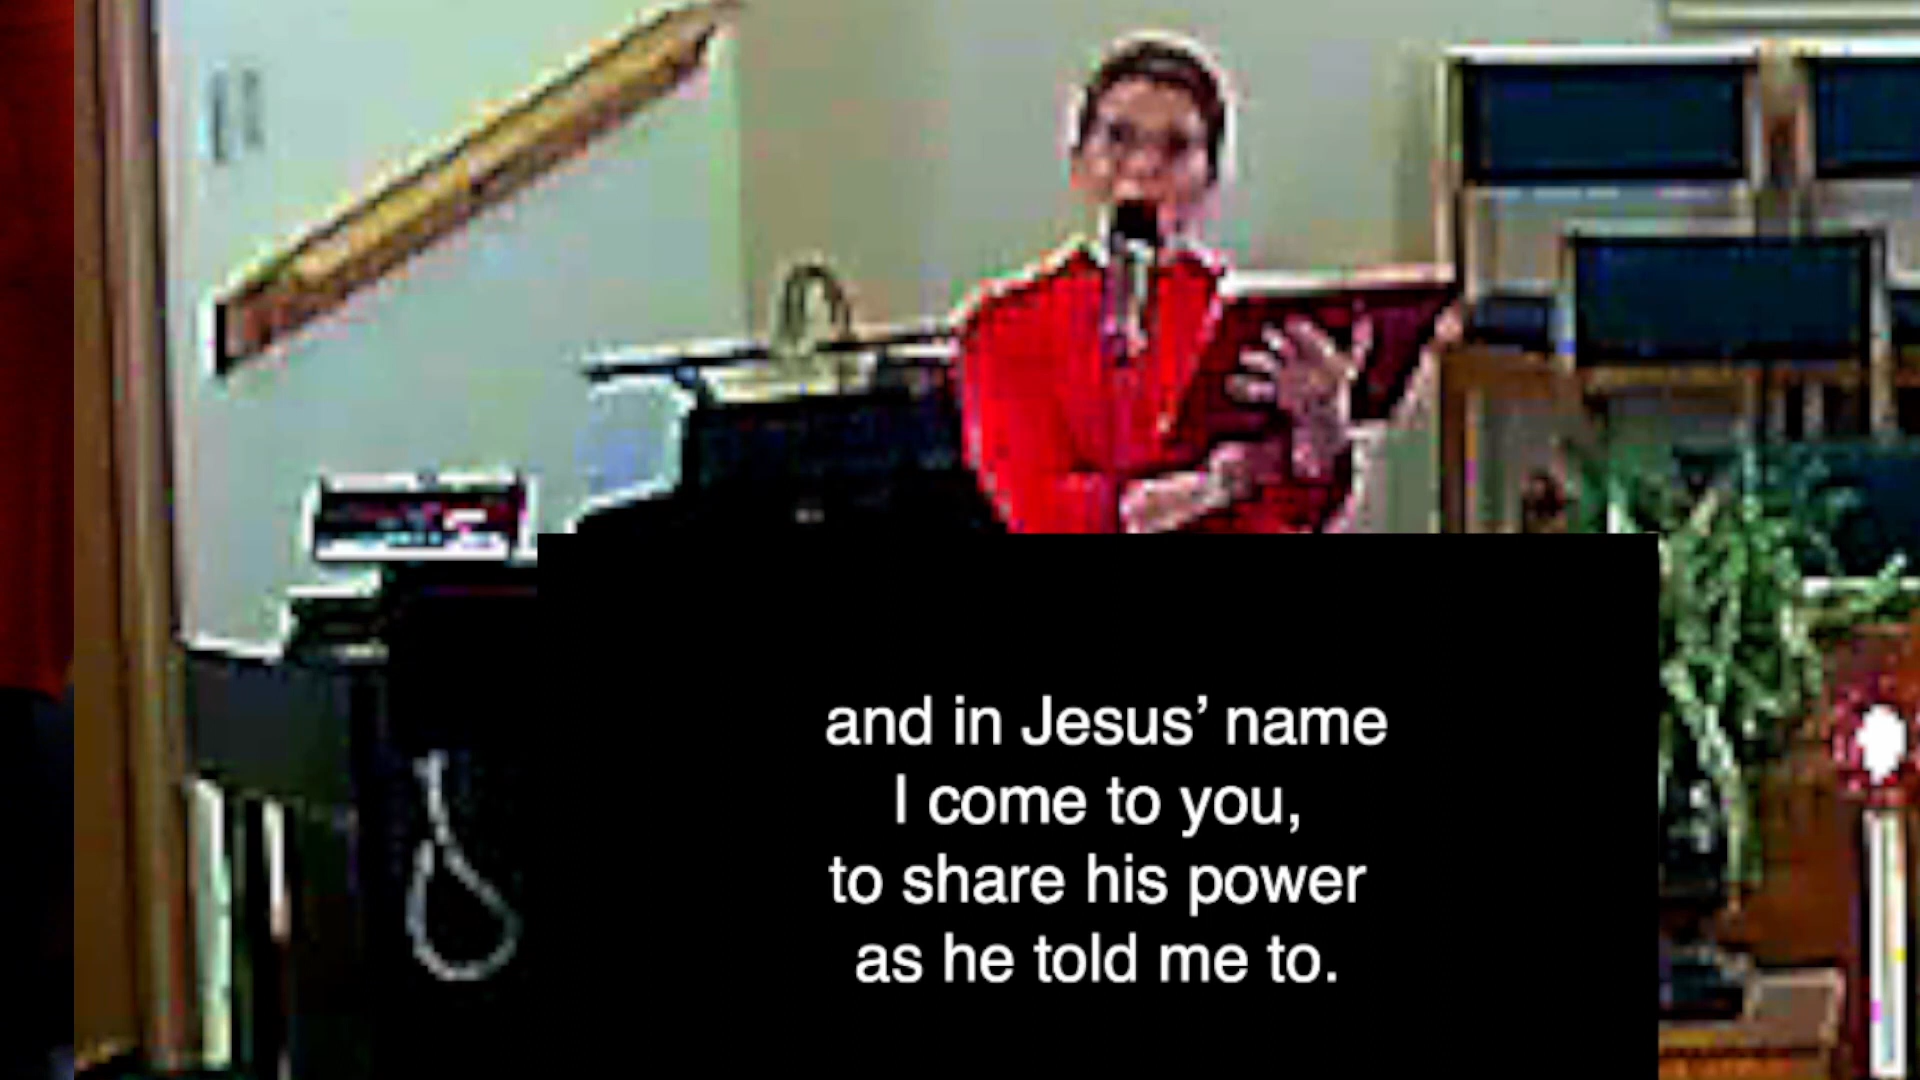 and in Jesus’ name
I come to you,
to share his power
as he told me to.